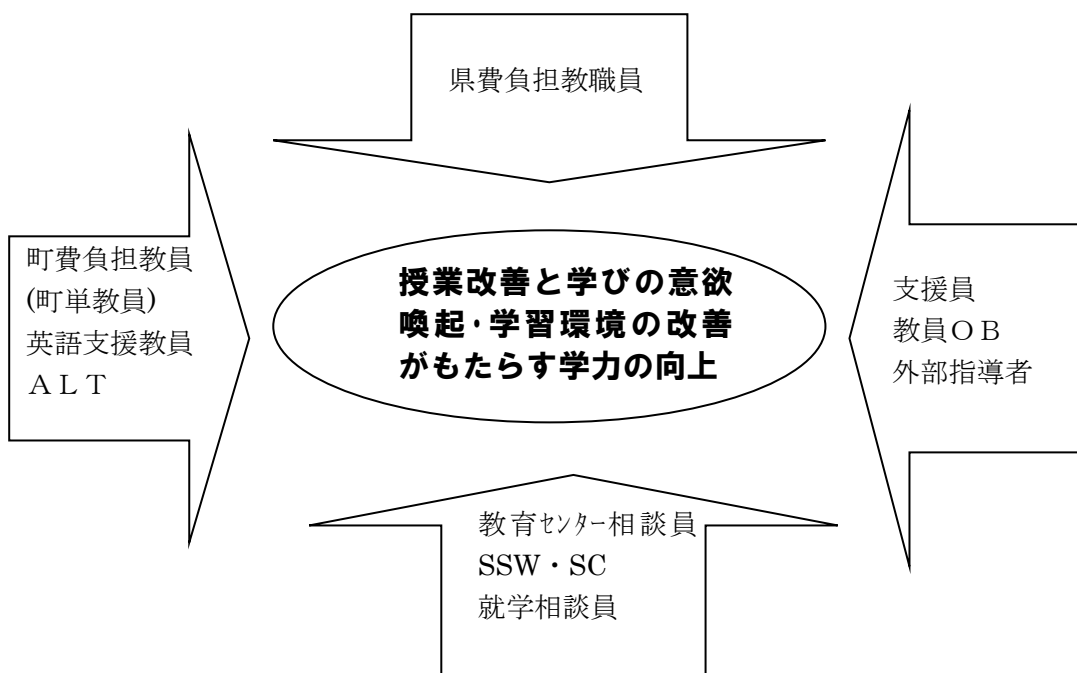 県費負担教職員
町費負担教員
(町単教員)
英語支援教員
ＡＬＴ
授業改善と学びの意欲
喚起・学習環境の改善
がもたらす学力の向上
支援員
教員ＯＢ
外部指導者
教育ｾﾝﾀｰ相談員
SSW・SC
就学相談員